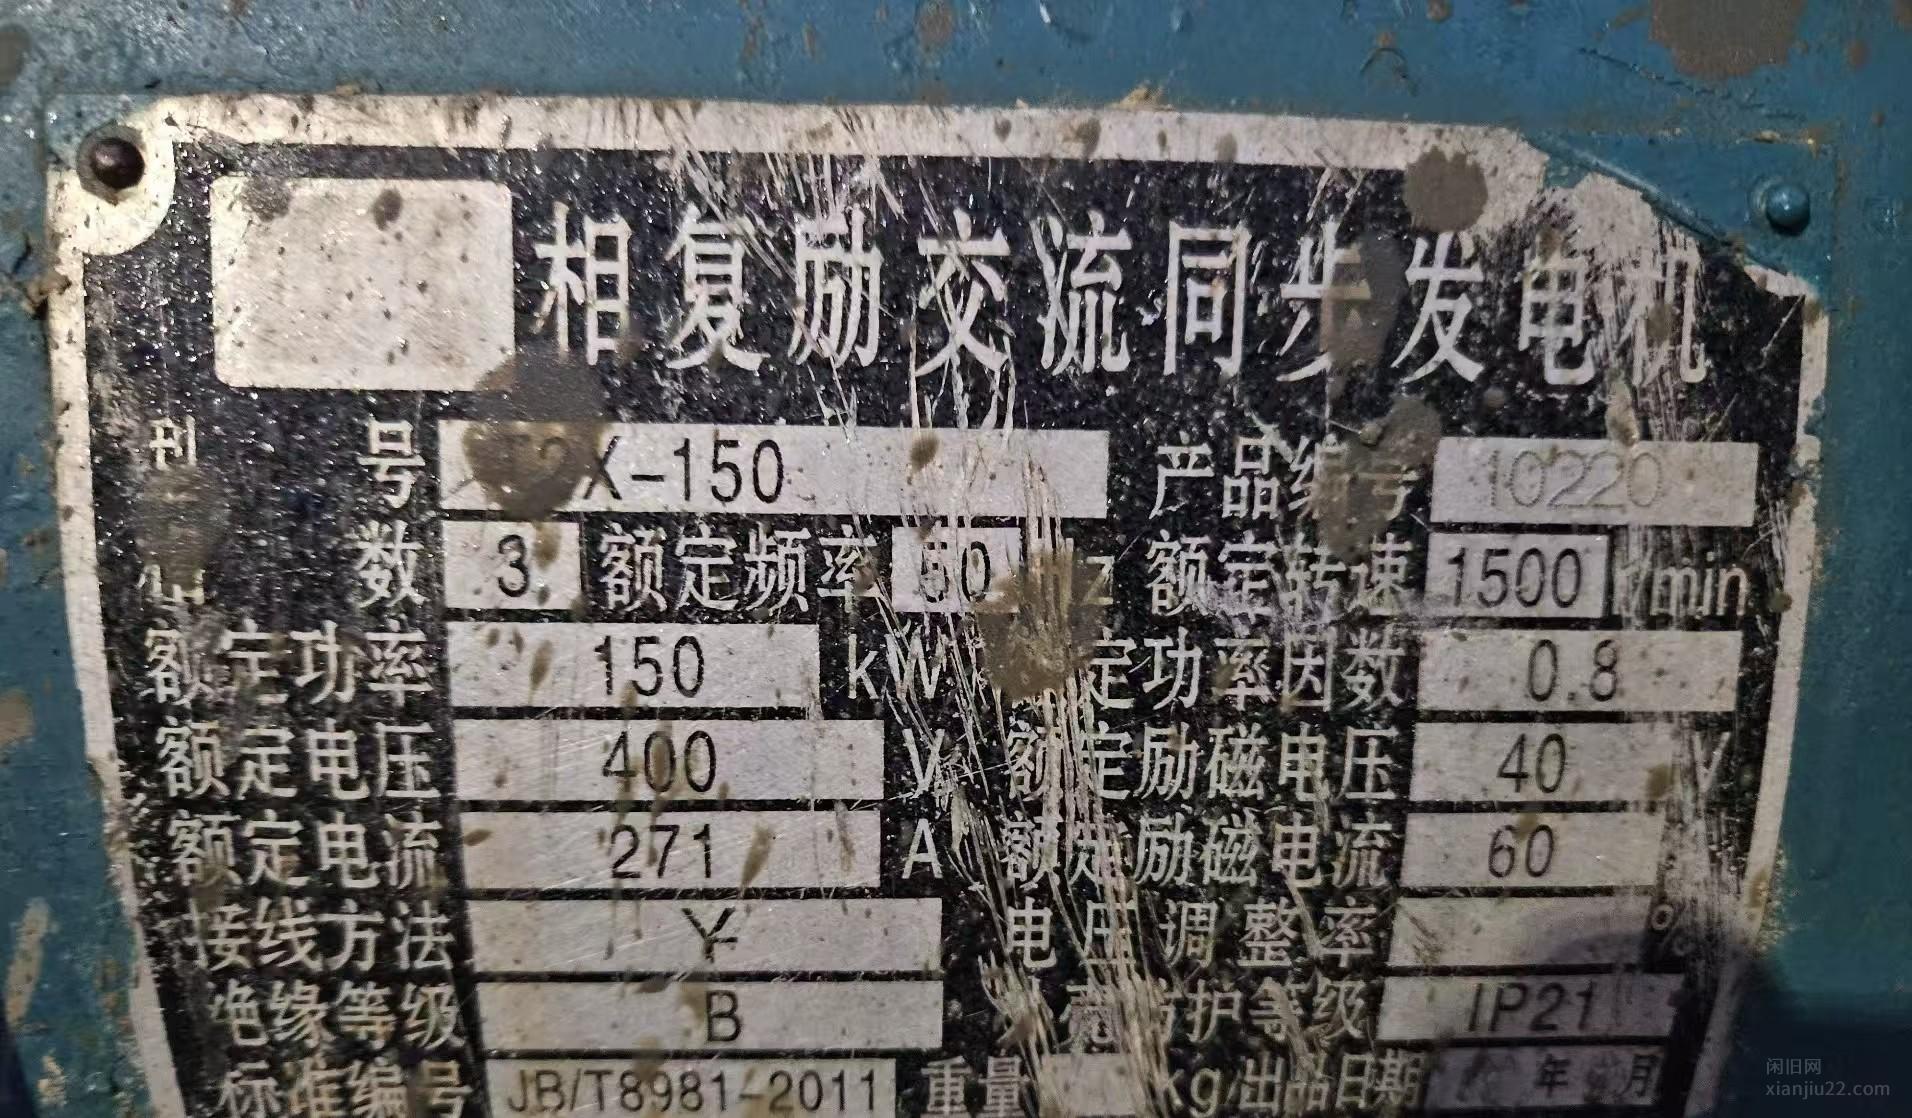 相复励交流同步发电机
号 2X-150 产品编号 10220
数 3 额定频率 50 Hz 额定转速 1500 r/min
额定功率 150 kW 定功率因数 0.8
额定电压 400 V 额定励磁电压 40 V
额定电流 271 A 额定励磁电流 60
接线方法 Y 电压调整率 %
绝缘等级 B 外壳防护等级 IP21
标准编号 JB/T8981-2011 重量 kg 出品日期 年 月
闲旧网
xianjiu22.com